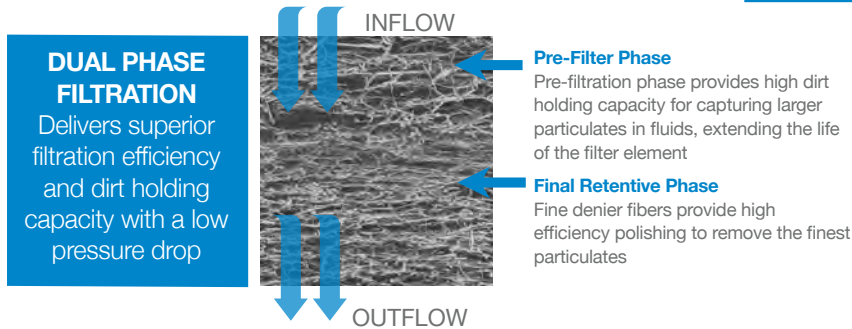 INFLOW
DUAL PHASE
FILTRATION
Delivers superior
filtration efficiency
and dirt holding
capacity with a low
pressure drop
Pre-Filter Phase
Pre-filtration phase provides high dirt
holding capacity for capturing larger
particulates in fluids, extending the life
of the filter element
Final Retentive Phase
Fine denier fibers provide high
efficiency polishing to remove the finest
particulates
OUTFLOW